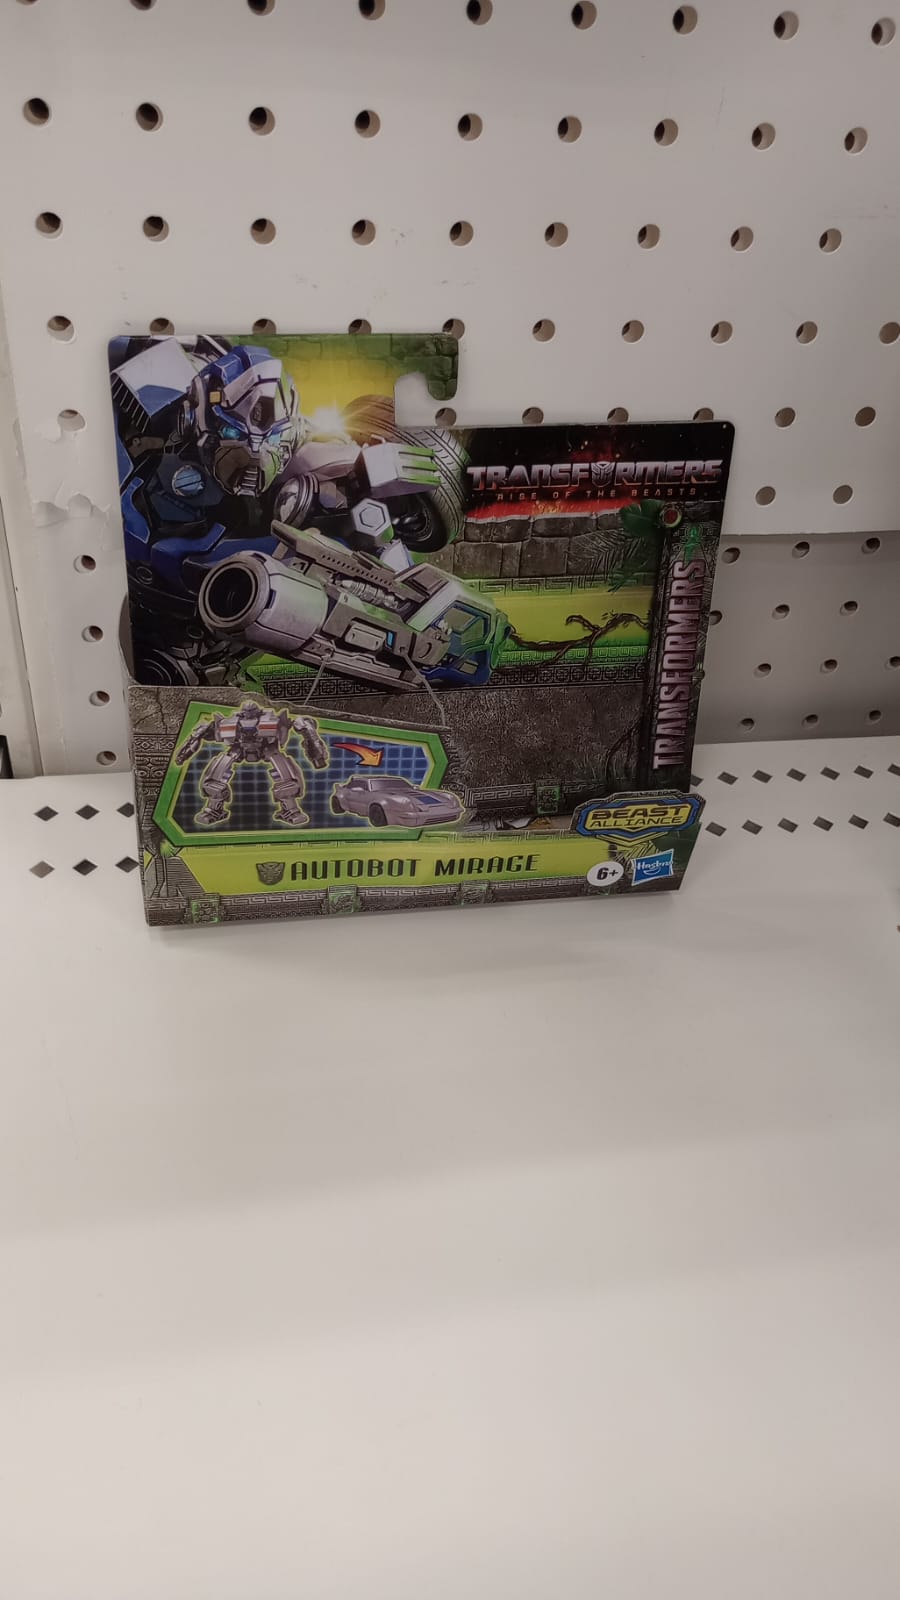 TRANSFORMERS
RISE OF THE BEASTS
TRANSFORMERS
BEAST
ALLIANCE
AUTOBOT MIRAGE
6+
Hasbro